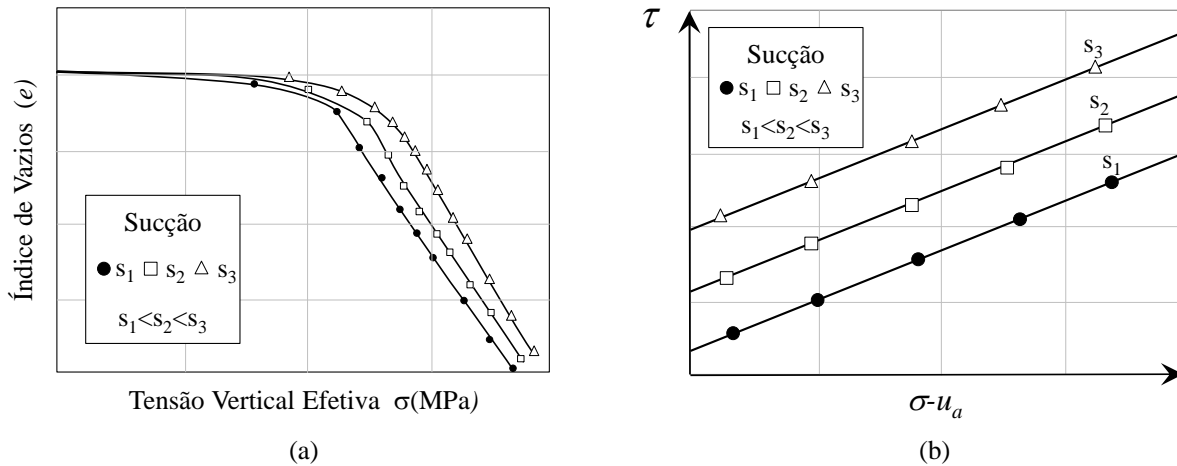 Índice de Vazios (e)
Sucção
s1 s2 s3
s1<s2<s3
Tensão Vertical Efetiva σ(MPa)
(a)
τ
Sucção
s1 s2 s3
s1<s2<s3
s3
s2
s1
σ-ua
(b)